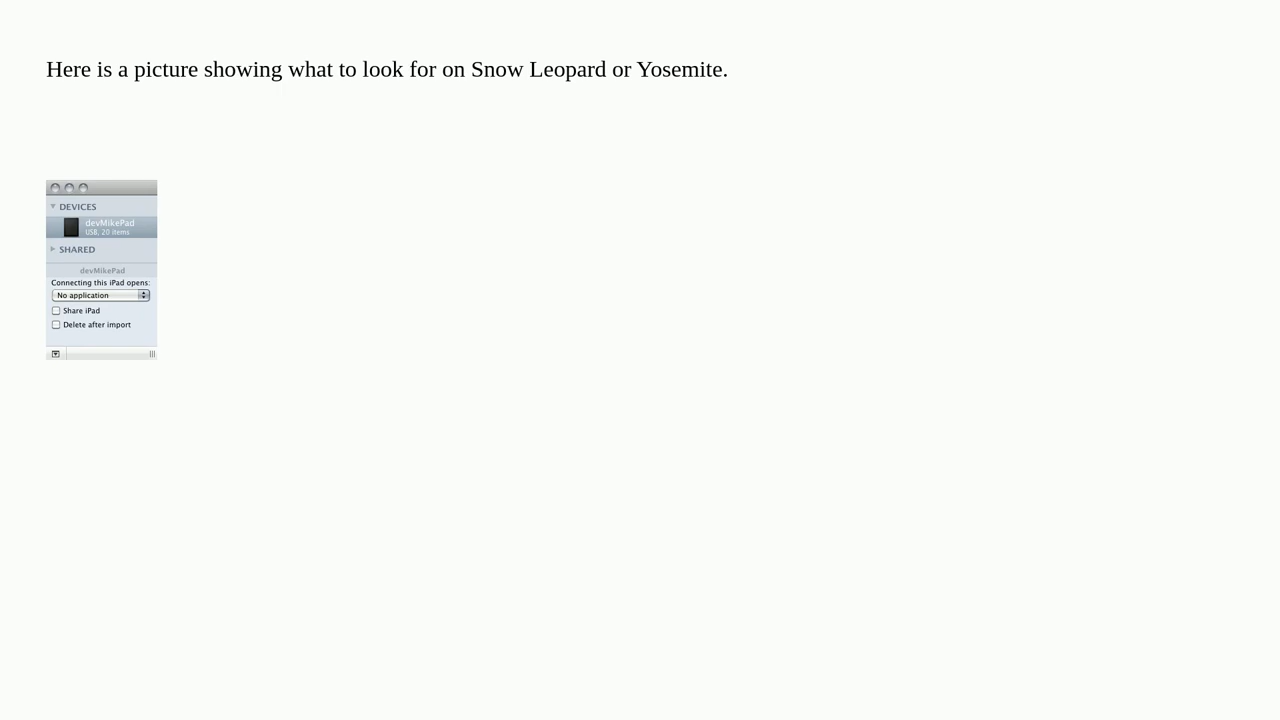 Here is a picture showing what to look for on Snow Leopard or Yosemite.
DEVICES
devMikePad
USB, 20 items
SHARED
devMikePad
Connecting this iPad opens:
No application
Share iPad
Delete after import